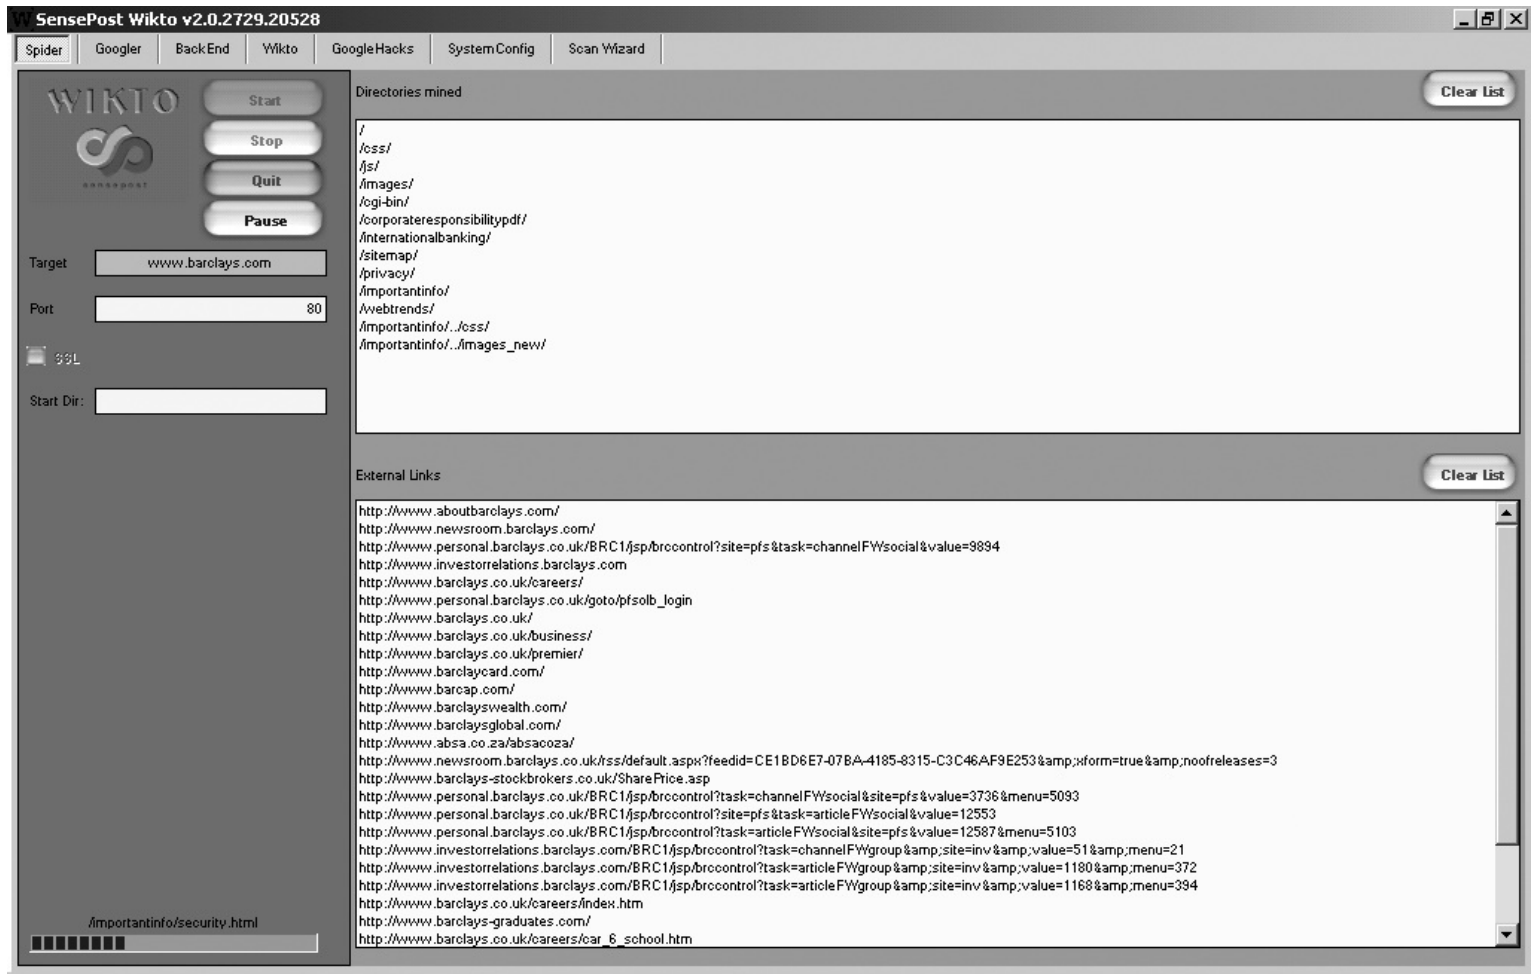 SensePost Wikto v2.0.2729.20528
Spider Googler BackEnd Wikto GoogleHacks SystemConfig Scan Wizard
WIKTO
sensepost
Start
Stop
Quit
Pause
Target www.barclays.com
Port 80
SSL
Start Dir:
/importantinfo/security.html
Directories mined
Clear List
/
/css/
/js/
/images/
/cgi-bin/
/corporateresponsibilitypdf/
/internationalbanking/
/sitemap/
/privacy/
/importantinfo/
/webtrends/
/importantinfo/../css/
/importantinfo/../images_new/
External Links
Clear List
http://www.aboutbarclays.com/
http://www.newsroom.barclays.com/
http://www.personal.barclays.co.uk/BRC1/jsp/brccontrol?site=pfs&task=channelFWsocial&value=9894
http://www.investorrelations.barclays.com
http://www.barclays.co.uk/careers/
http://www.personal.barclays.co.uk/goto/pfsolb_login
http://www.barclays.co.uk/
http://www.barclays.co.uk/business/
http://www.barclays.co.uk/premier/
http://www.barclaycard.com/
http://www.barcap.com/
http://www.barclayswealth.com/
http://www.barclaysglobal.com/
http://www.absa.co.za/absacoza/
http://www.newsroom.barclays.co.uk/rss/default.aspx?feedid=CE1BD6E7-07BA-4185-8315-C3C46AF9E253&amp;xform=true&amp;noofreleases=3
http://www.barclays-stockbrokers.co.uk/SharePrice.asp
http://www.personal.barclays.co.uk/BRC1/jsp/brccontrol?task=channelFWsocial&site=pfs&value=3736&menu=5093
http://www.personal.barclays.co.uk/BRC1/jsp/brccontrol?site=pfs&task=articleFWsocial&value=12553
http://www.personal.barclays.co.uk/BRC1/jsp/brccontrol?task=articleFWsocial&site=pfs&value=12587&menu=5103
http://www.investorrelations.barclays.com/BRC1/jsp/brccontrol?task=channelFWgroup&amp;site=inv&amp;value=51&amp;menu=21
http://www.investorrelations.barclays.com/BRC1/jsp/brccontrol?task=articleFWgroup&amp;site=inv&amp;value=1180&amp;menu=372
http://www.investorrelations.barclays.com/BRC1/jsp/brccontrol?task=articleFWgroup&amp;site=inv&amp;value=1168&amp;menu=394
http://www.barclays.co.uk/careers/index.htm
http://www.barclays-graduates.com/
http://www.barclays.co.uk/careers/car_6_school.htm